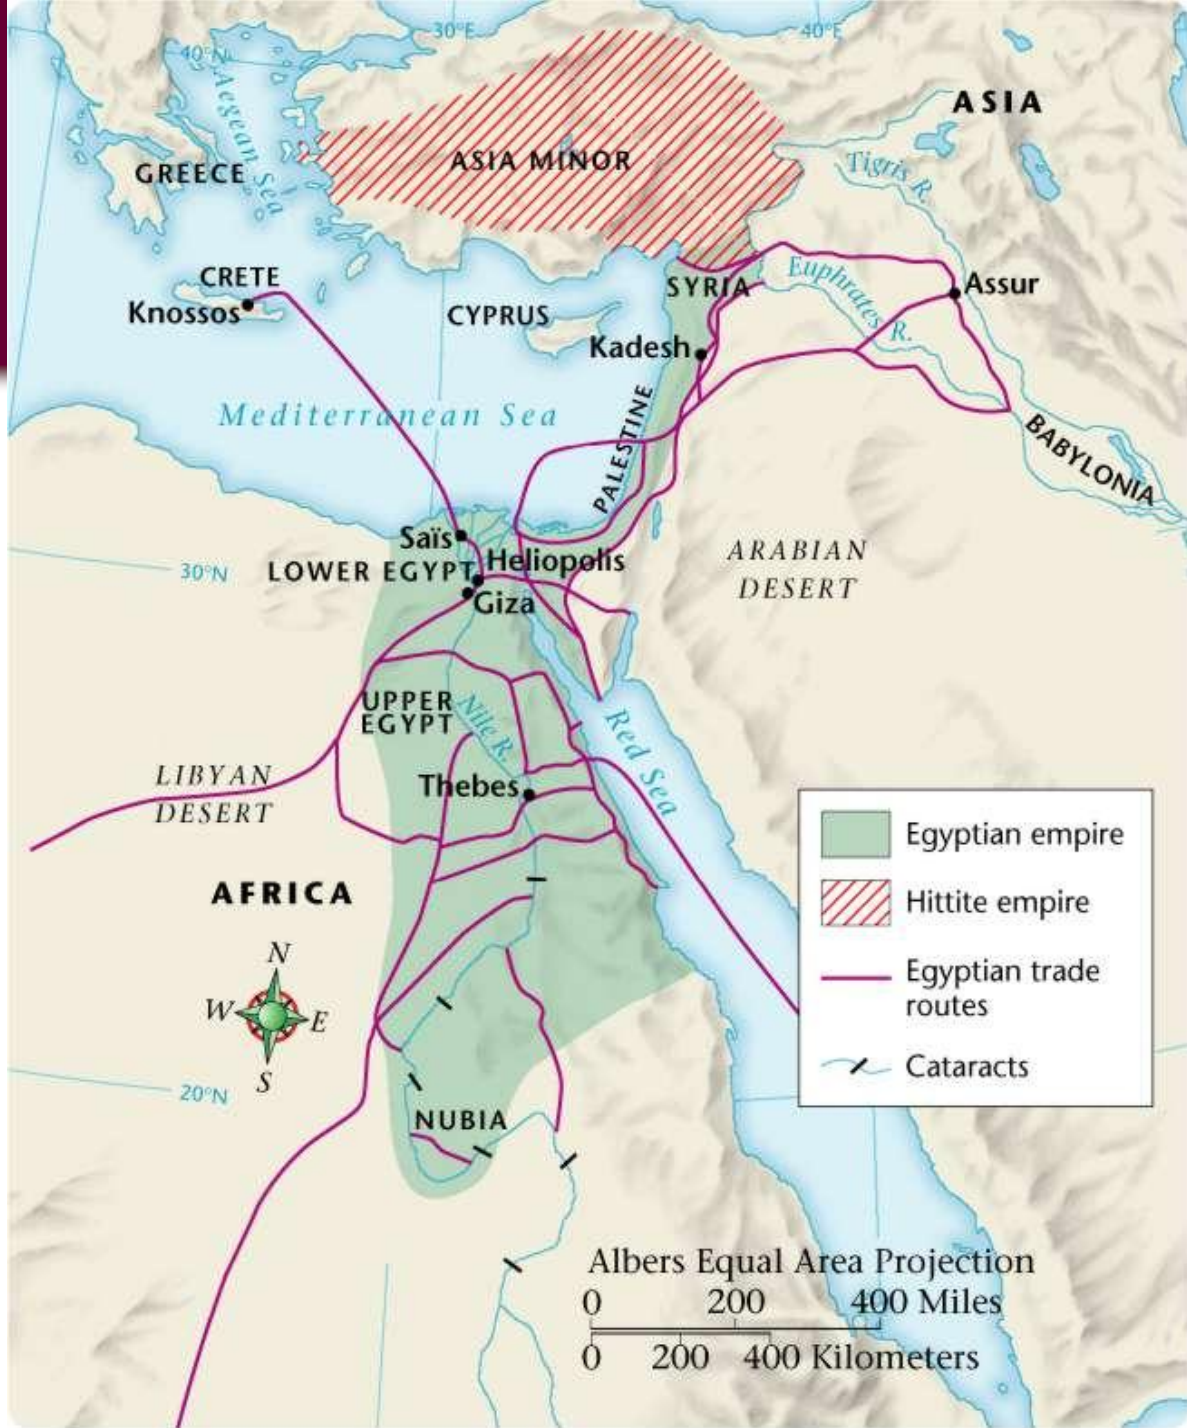 30°E
40°E
40°N
Aegean Sea
ASIA
GREECE
ASIA MINOR
Tigris R.
CRETE
Knossos
CYPRUS
SYRIA
Euphrates R.
Assur
Kadesh
Mediterranean Sea
PALESTINE
BABYLONIA
Saïs
Heliopolis
LOWER EGYPT
30°N
Giza
ARABIAN
DESERT
UPPER
EGYPT
Nile R.
Red Sea
LIBYAN
DESERT
Thebes
AFRICA
N
W
E
S
20°N
NUBIA
Egyptian empire
Hittite empire
Egyptian trade
routes
Cataracts
Albers Equal Area Projection
0 200 400 Miles
0 200 400 Kilometers